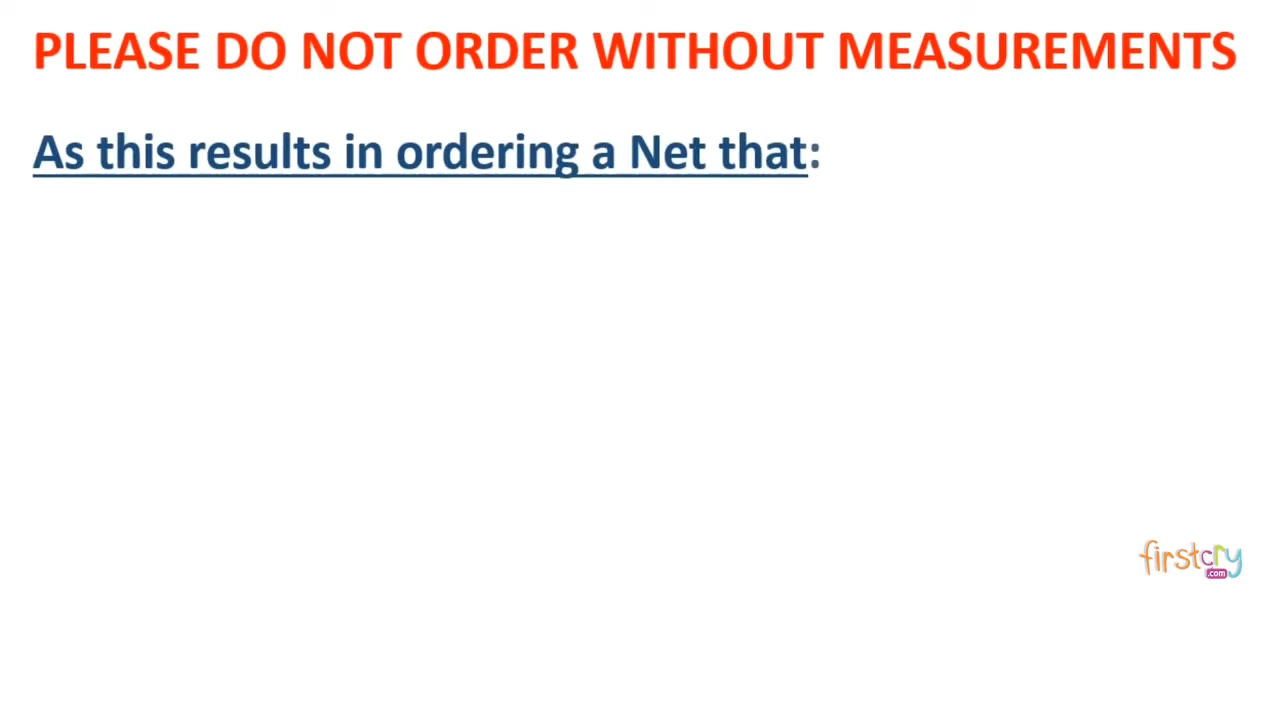 PLEASE DO NOT ORDER WITHOUT MEASUREMENTS
As this results in ordering a Net that:
firstcry
.com